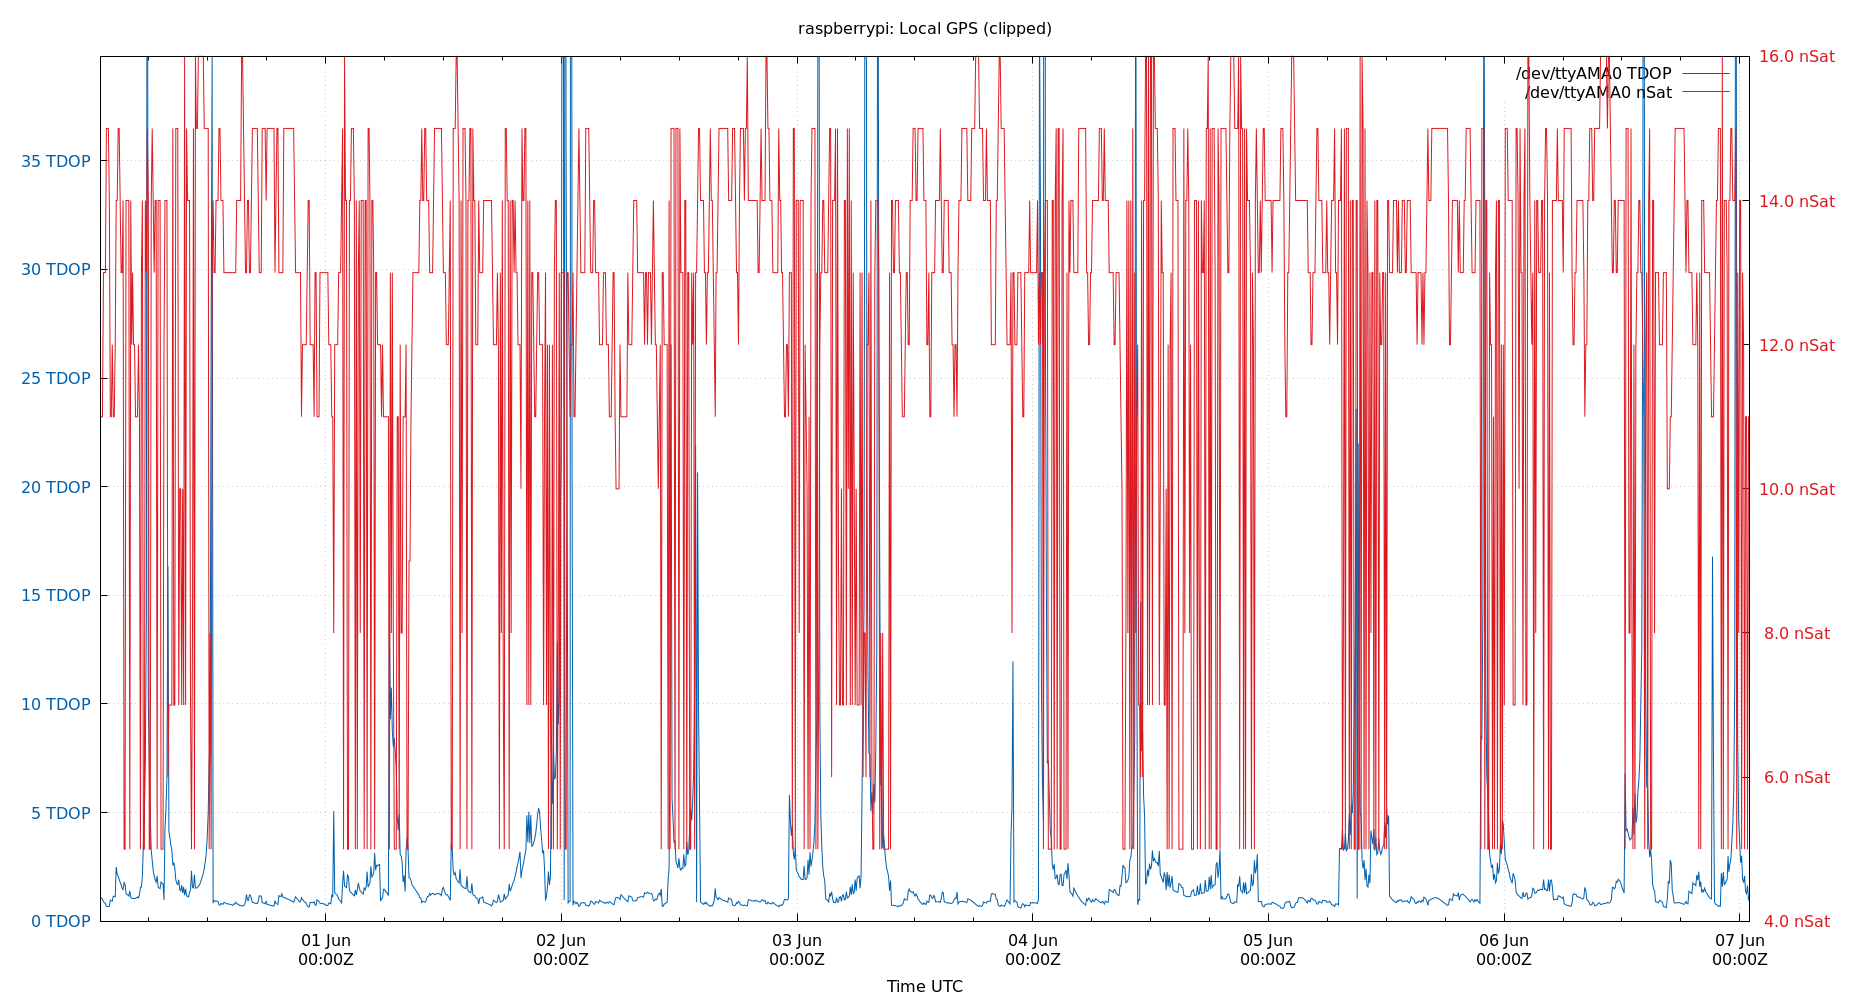 raspberrypi: Local GPS (clipped)
/dev/ttyAMA0 TDOP
/dev/ttyAMA0 nSat
35 TDOP
30 TDOP
25 TDOP
20 TDOP
15 TDOP
10 TDOP
5 TDOP
0 TDOP
16.0 nSat
14.0 nSat
12.0 nSat
10.0 nSat
8.0 nSat
6.0 nSat
4.0 nSat
01 Jun
00:00Z
02 Jun
00:00Z
03 Jun
00:00Z
04 Jun
00:00Z
05 Jun
00:00Z
06 Jun
00:00Z
07 Jun
00:00Z
Time UTC